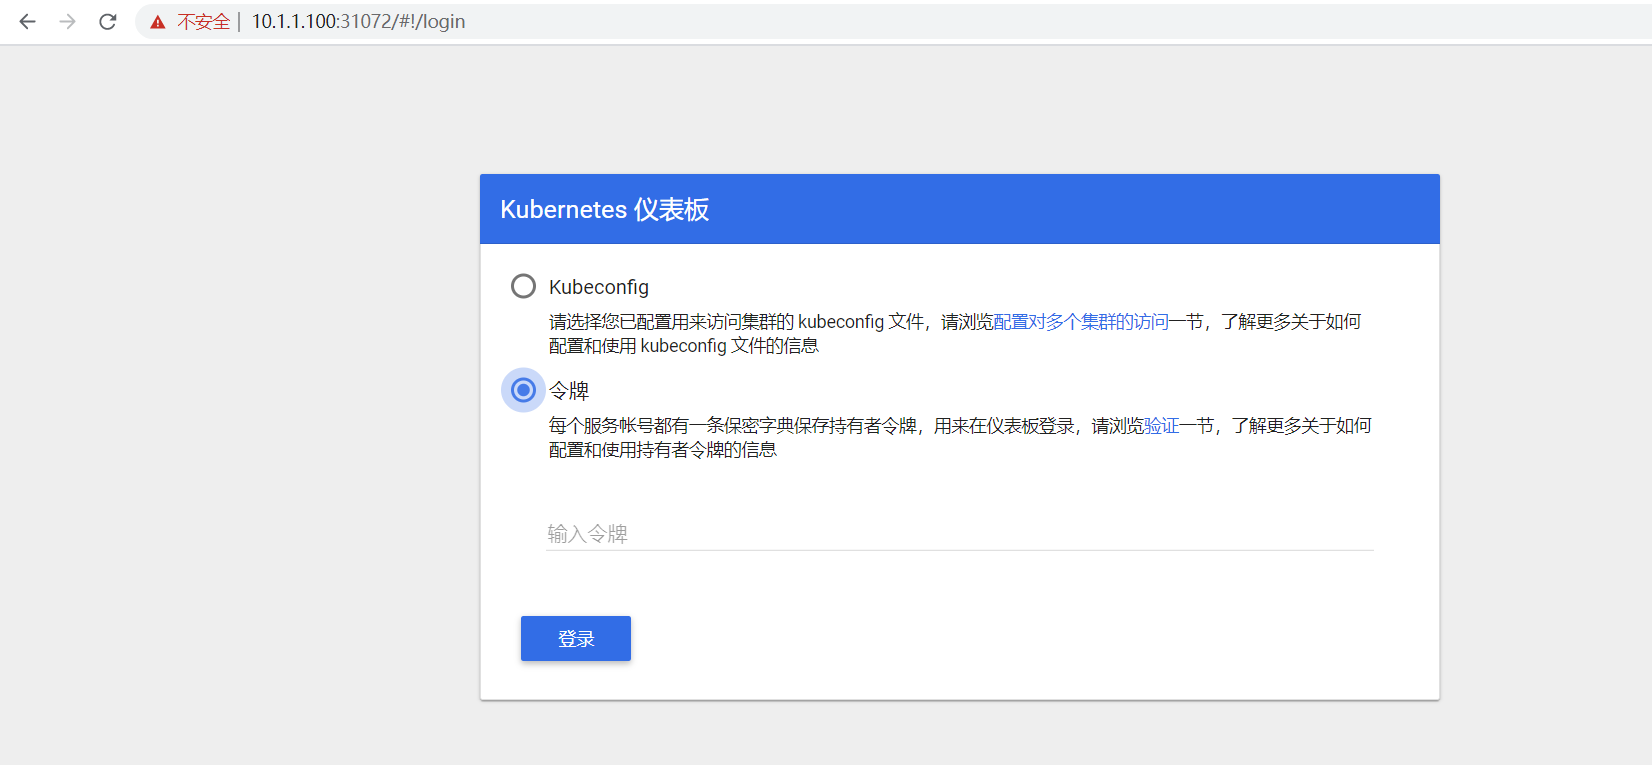 不安全 | 10.1.1.100:31072/#!/login
Kubernetes 仪表板
Kubeconfig
请选择您已配置用来访问集群的 kubeconfig 文件，请浏览配置对多个集群的访问一节，了解更多关于如何
配置和使用 kubeconfig 文件的信息
令牌
每个服务帐号都有一条保密字典保存持有者令牌，用来在仪表板登录，请浏览验证一节，了解更多关于如何
配置和使用持有者令牌的信息
输入令牌
登录